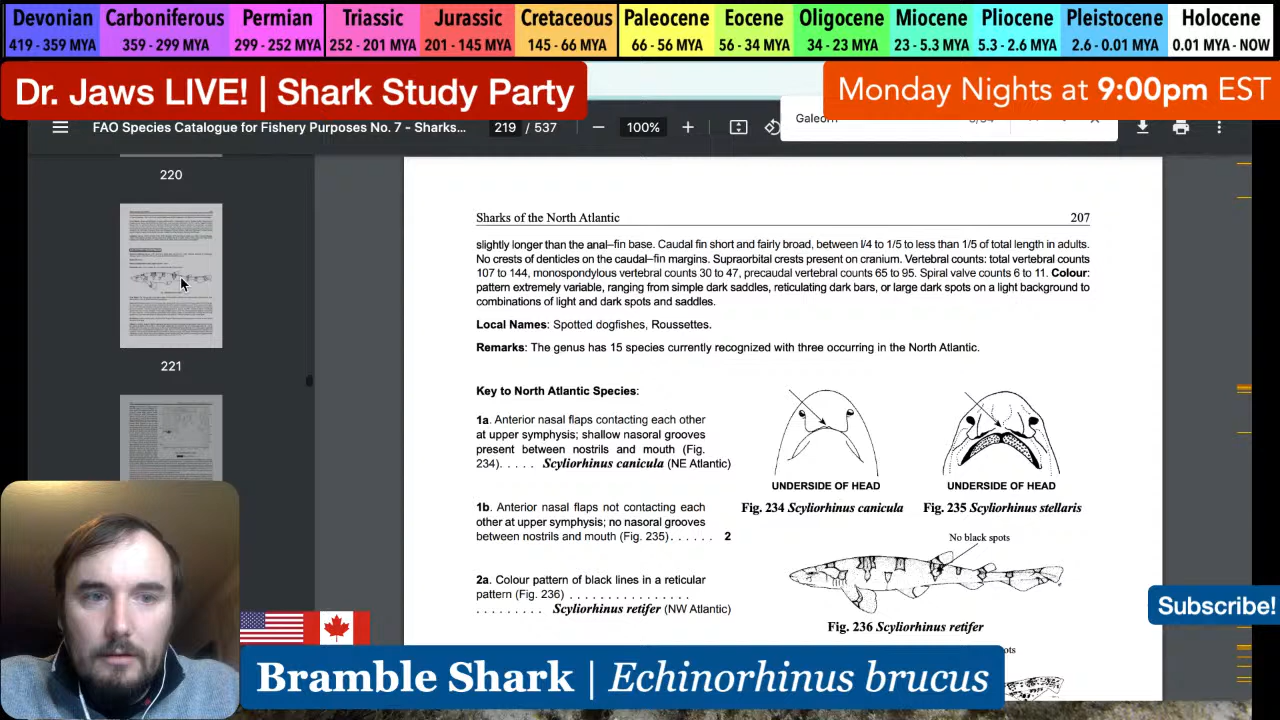 Devonian
419 - 359 MYA
Carboniferous
359 - 299 MYA
Permian
299 - 252 MYA
Triassic
252 - 201 MYA
Jurassic
201 - 145 MYA
Cretaceous
145 - 66 MYA
Paleocene
66 - 56 MYA
Eocene
56 - 34 MYA
Oligocene
34 - 23 MYA
Miocene
23 - 5.3 MYA
Pliocene
5.3 - 2.6 MYA
Pleistocene
2.6 - 0.01 MYA
Holocene
0.01 MYA - NOW
Dr. Jaws LIVE! | Shark Study Party
Monday Nights at 9:00pm EST
FAO Species Catalogue for Fishery Purposes No. 7 - Sharks...
219 / 537
100%
220
221
Sharks of the North Atlantic
207
slightly longer than the anal–fin base. Caudal fin short and fairly broad, between l/4 to 1/5 to less than 1/5 of total length in adults.
No crests of denticles on the caudal–fin margins. Supraorbital crests present on cranium. Vertebral counts: total vertebral counts
107 to 144, monospondylous vertebral counts 30 to 47, precaudal vertebral counts 65 to 95. Spiral valve counts 6 to 11. Colour:
pattern extremely variable, ranging from simple dark saddles, reticulating dark bars, or large dark spots on a light background to
combinations of light and dark spots and saddles.
Local Names: Spotted dogfishes, Roussettes.
Remarks: The genus has 15 species currently recognized with three occurring in the North Atlantic.
Key to North Atlantic Species:
1a. Anterior nasal flaps contacting each other
at upper symphysis; shallow nasoral grooves
present between nostrils and mouth (Fig.
234). . . . . Scyliorhinus canicula (NE Atlantic)
1b. Anterior nasal flaps not contacting each
other at upper symphysis; no nasoral grooves
between nostrils and mouth (Fig. 235). . . . . . 2
2a. Colour pattern of black lines in a reticular
pattern (Fig. 236) . . . . . . . . . . . . . . . .
. . . . . . . . . Scyliorhinus retifer (NW Atlantic)
UNDERSIDE OF HEAD
Fig. 234 Scyliorhinus canicula
UNDERSIDE OF HEAD
Fig. 235 Scyliorhinus stellaris
No black spots
Fig. 236 Scyliorhinus retifer
Subscribe!
Bramble Shark | Echinorhinus brucus